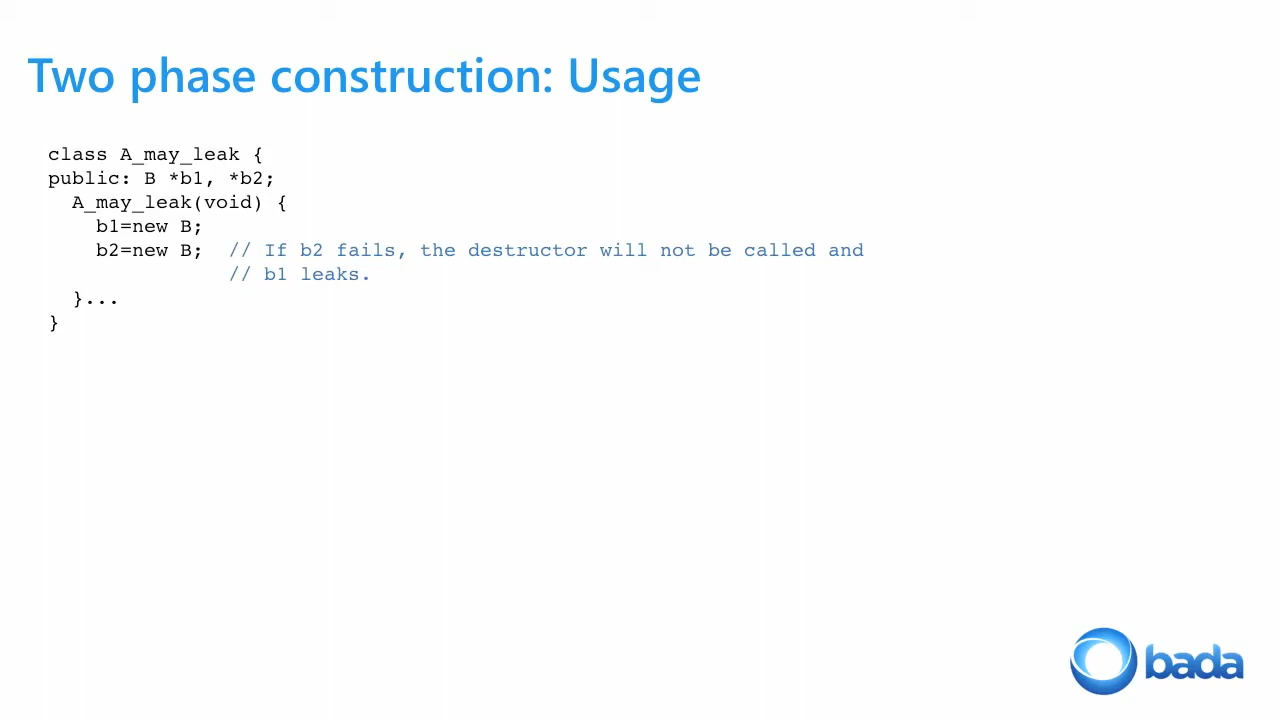 Two phase construction: Usage
class A_may_leak {
public: B *b1, *b2;
  A_may_leak(void) {
    b1=new B;
    b2=new B;  // If b2 fails, the destructor will not be called and
               // b1 leaks.
  }...
}
bada